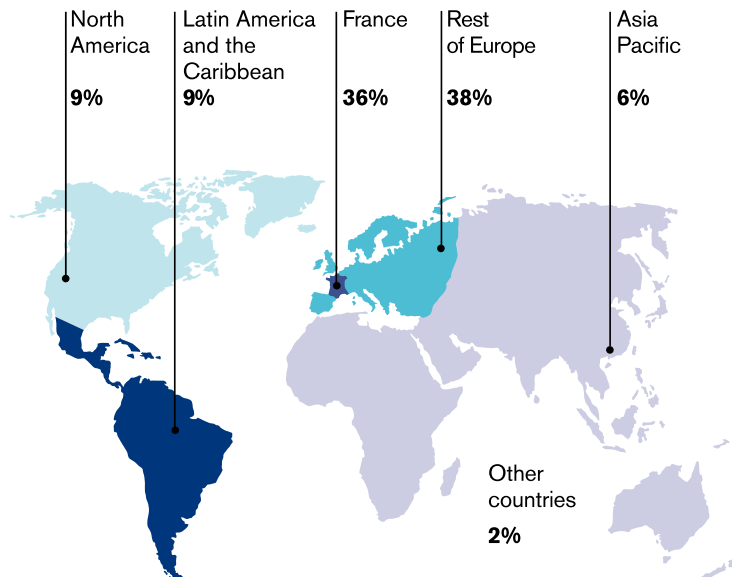 North
America
9%
Latin America
and the
Caribbean
9%
France
36%
Rest
of Europe
38%
Asia
Pacific
6%
Other
countries
2%